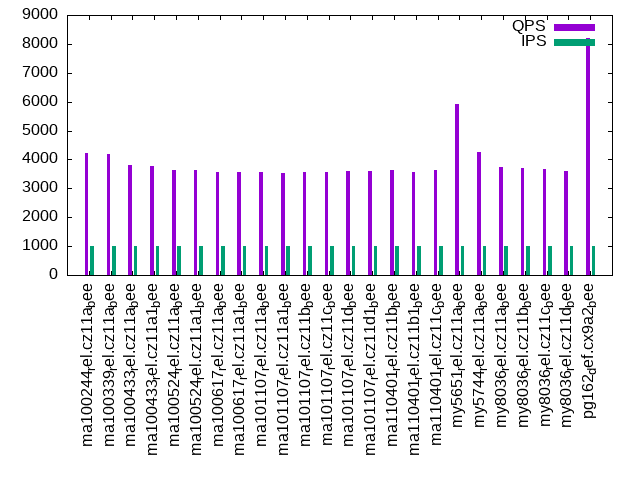 9000
8000
7000
6000
5000
4000
3000
2000
1000
0
QPS
IPS
ma100244_rel.cz11a_bee
ma100339_rel.cz11a_bee
ma100433_rel.cz11a_bee
ma100433_rel.cz11a1_bee
ma100524_rel.cz11a_bee
ma100524_rel.cz11a1_bee
ma100617_rel.cz11a_bee
ma100617_rel.cz11a1_bee
ma101107_rel.cz11a_bee
ma101107_rel.cz11a1_bee
ma101107_rel.cz11b_bee
ma101107_rel.cz11c_bee
ma101107_rel.cz11d_bee
ma101107_rel.cz11d1_bee
ma110401_rel.cz11b_bee
ma110401_rel.cz11b1_bee
ma110401_rel.cz11c_bee
my5651_rel.cz11a_bee
my5744_rel.cz11a_bee
my8036_rel.cz11a_bee
my8036_rel.cz11b_bee
my8036_rel.cz11c_bee
my8036_rel.cz11d_bee
pg162_def.cx9a2_bee